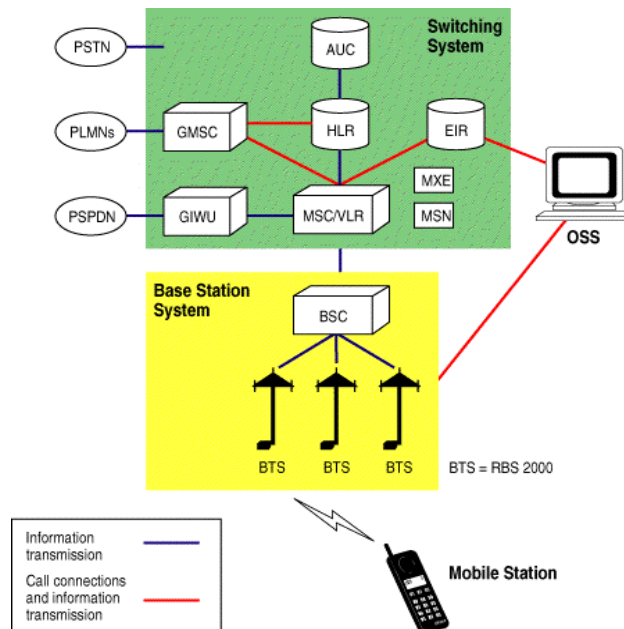 Switching
System
PSTN
AUC
PLMNs
GMSC
HLR
EIR
MXE
PSPDN
GIWU
MSC/VLR
MSN
OSS
Base Station
System
BSC
BTS
BTS
BTS
BTS = RBS 2000
Information
transmission
Call connections
and information
transmission
Mobile Station